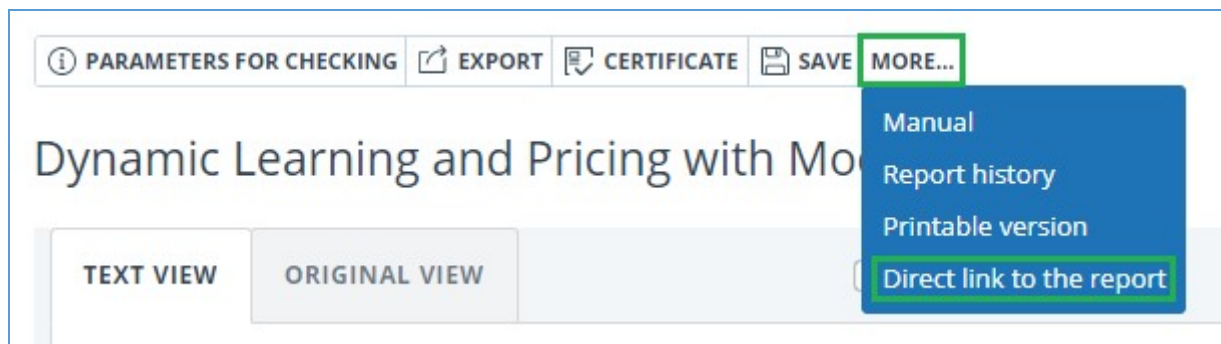 PARAMETERS FOR CHECKING EXPORT CERTIFICATE SAVE MORE...
Manual
Dynamic Learning and Pricing with
Report history
Printable version
TEXT VIEW ORIGINAL VIEW
Direct link to the report